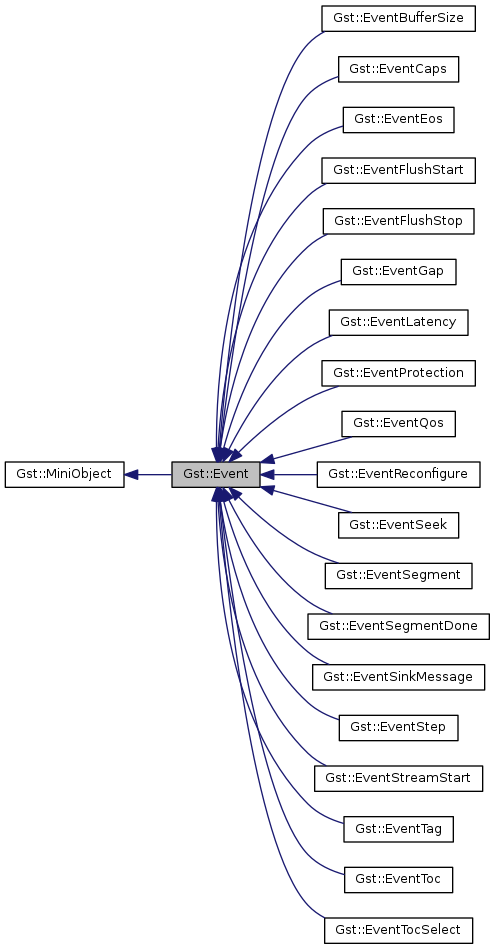 Gst::EventBufferSize
Gst::EventCaps
Gst::EventEos
Gst::EventFlushStart
Gst::EventFlushStop
Gst::EventGap
Gst::EventLatency
Gst::EventProtection
Gst::EventQos
Gst::MiniObject
Gst::Event
Gst::EventReconfigure
Gst::EventSeek
Gst::EventSegment
Gst::EventSegmentDone
Gst::EventSinkMessage
Gst::EventStep
Gst::EventStreamStart
Gst::EventTag
Gst::EventToc
Gst::EventTocSelect